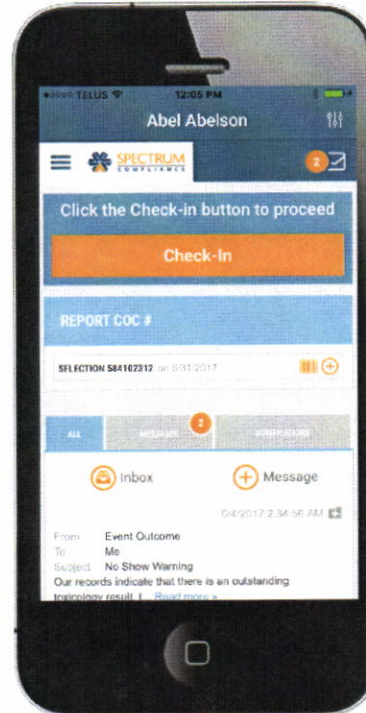 TELUS 12:05 PM
Abel Abelson
SPECTRUM
COMPLIANCE
2
Click the Check-in button to proceed
Check-In
REPORT COC #
SELECTION 584102312 on 5/31/2017
ALL MESSAGES 2 NOTIFICATIONS
Inbox Message
6/4/2017 2:34:56 AM
From Event Outcome
To Me
Subject No Show Warning
Our records indicate that there is an outstanding
toxicology result. I... Read more »